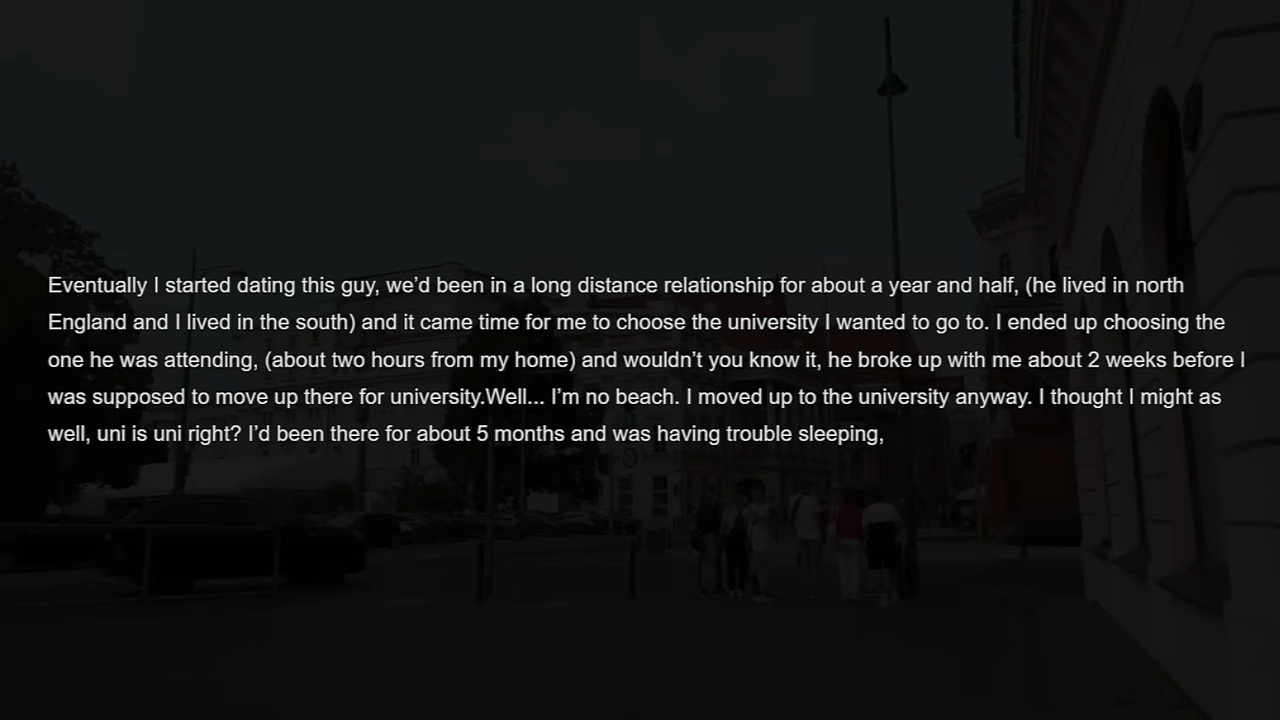 Eventually I started dating this guy, we’d been in a long distance relationship for about a year and half, (he lived in north
England and I lived in the south) and it came time for me to choose the university I wanted to go to. I ended up choosing the
one he was attending, (about two hours from my home) and wouldn’t you know it, he broke up with me about 2 weeks before I
was supposed to move up there for university.Well... I’m no beach. I moved up to the university anyway. I thought I might as
well, uni is uni right? I’d been there for about 5 months and was having trouble sleeping,